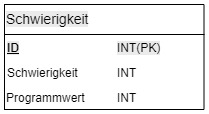 Schwierigkeit
ID INT(PK)
Schwierigkeit INT
Programmwert INT